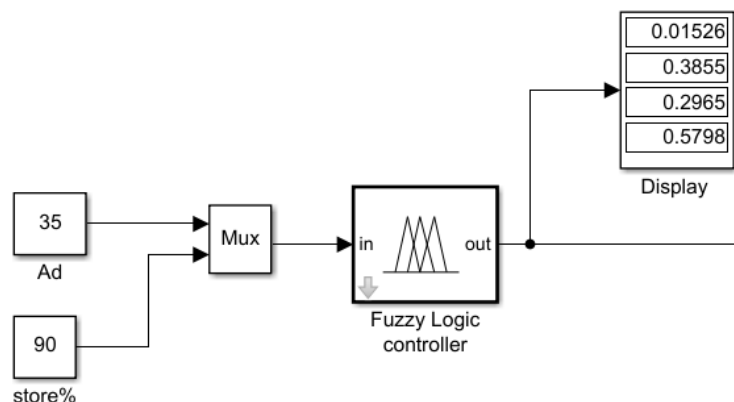 0.01526
0.3855
0.2965
0.5798
Display
35
Ad
Mux
in
out
Fuzzy Logic
controller
90
store%